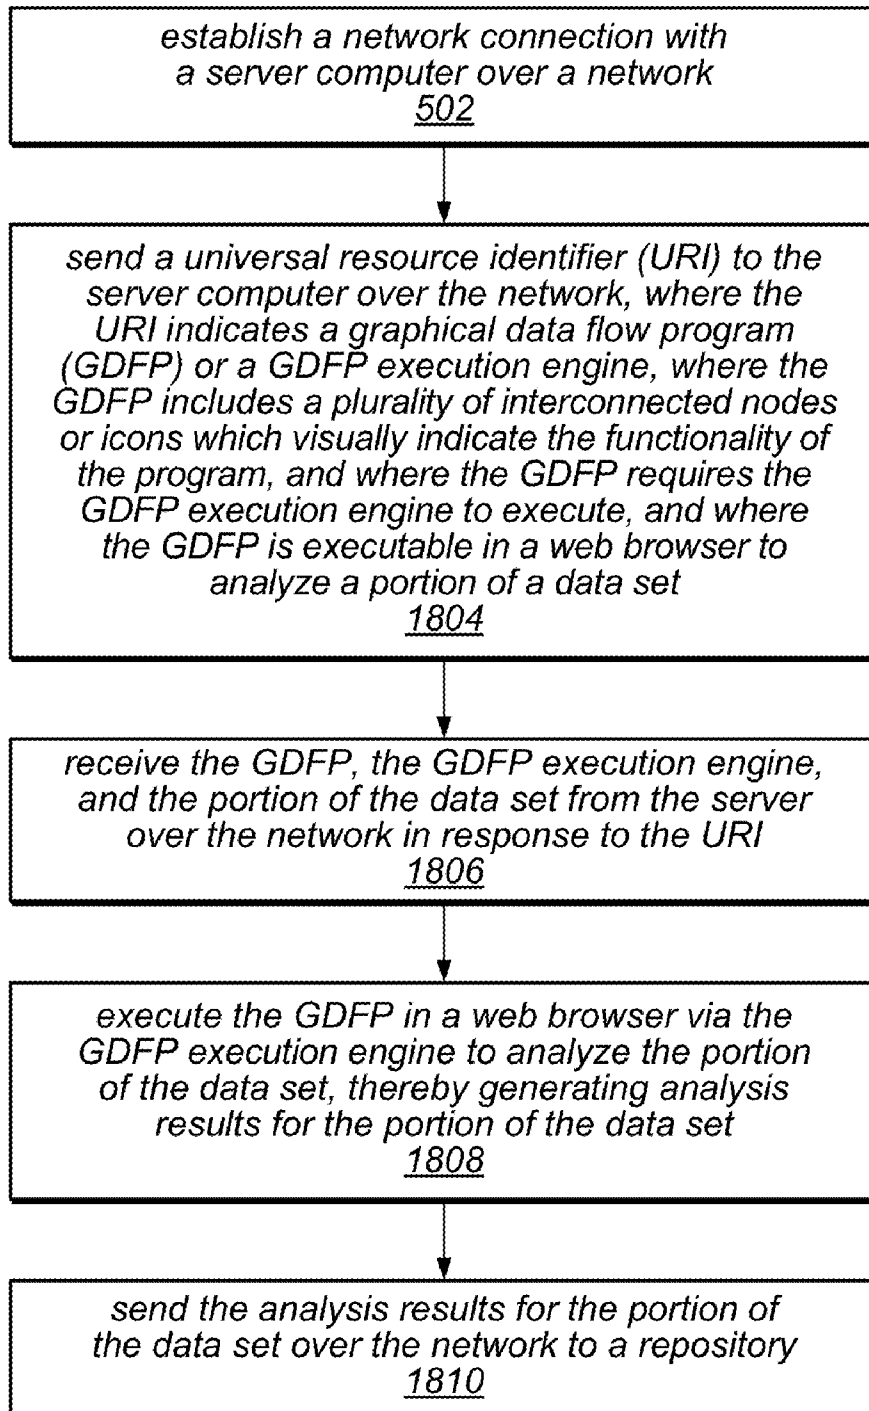 establish a network connection with
a server computer over a network
502
send a universal resource identifier (URI) to the
server computer over the network, where the
URI indicates a graphical data flow program
(GDFP) or a GDFP execution engine, where the
GDFP includes a plurality of interconnected nodes
or icons which visually indicate the functionality of
the program, and where the GDFP requires the
GDFP execution engine to execute, and where
the GDFP is executable in a web browser to
analyze a portion of a data set
1804
receive the GDFP, the GDFP execution engine,
and the portion of the data set from the server
over the network in response to the URI
1806
execute the GDFP in a web browser via the
GDFP execution engine to analyze the portion
of the data set, thereby generating analysis
results for the portion of the data set
1808
send the analysis results for the portion of
the data set over the network to a repository
1810